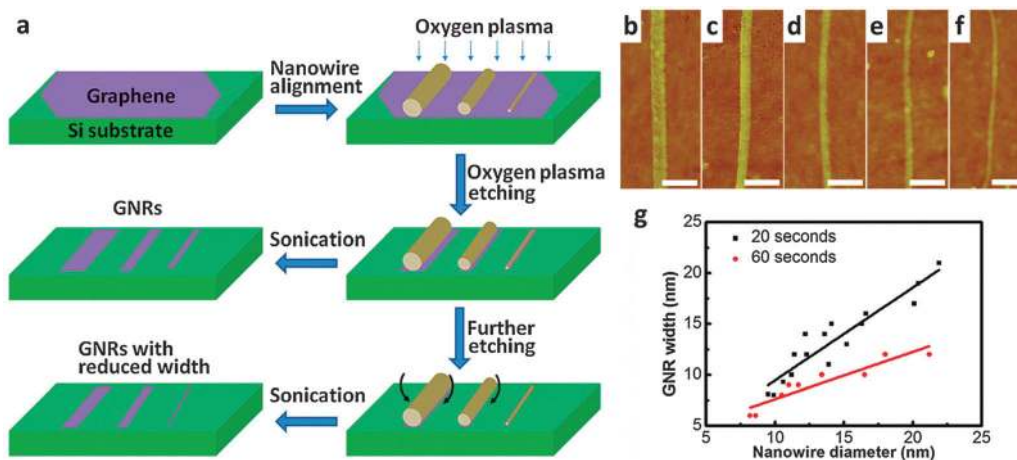 a
Oxygen plasma
Nanowire
alignment
Graphene
Si substrate
Oxygen plasma
etching
GNRs
Sonication
Further
etching
GNRs with
reduced width
Sonication
b
c
d
e
f
g
25
20
15
10
5
GNR width (nm)
20 seconds
60 seconds
5
10
15
20
25
Nanowire diameter (nm)